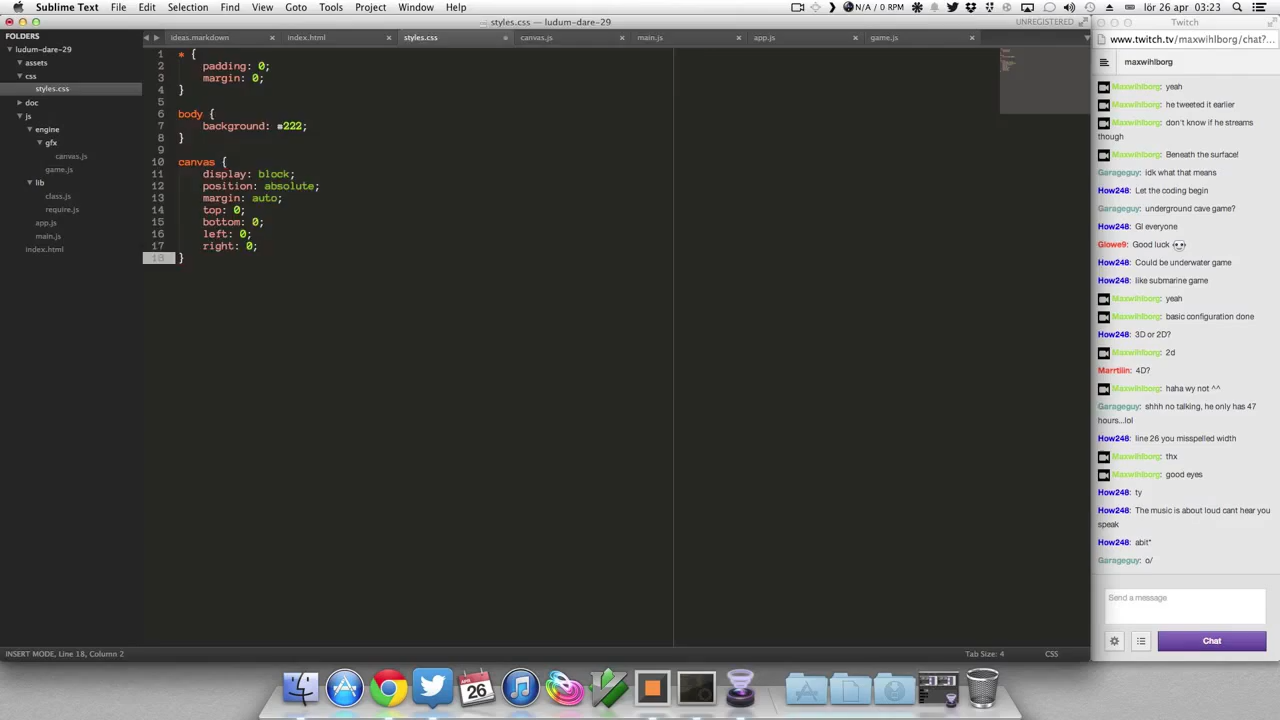 Sublime Text File Edit Selection Find View Goto Tools Project Window Help N/A / 0 RPM lör 26 apr 03:23
styles.css — ludum-dare-29 UNREGISTERED
Twitch
FOLDERS
ludum-dare-29
assets
css
styles.css
doc
js
engine
gfx
canvas.js
game.js
lib
class.js
require.js
app.js
main.js
index.html
ideas.markdown index.html styles.css canvas.js main.js app.js game.js
1 * {
2 padding: 0;
3 margin: 0;
4 }
5
6 body {
7 background: #222;
8 }
9
10 canvas {
11 display: block;
12 position: absolute;
13 margin: auto;
14 top: 0;
15 bottom: 0;
16 left: 0;
17 right: 0;
18 }
INSERT MODE, Line 18, Column 2 Tab Size: 4 CSS
www.twitch.tv/maxwihlborg/chat?...
maxwihlborg
Maxwihlborg: yeah
Maxwihlborg: he tweeted it earlier
Maxwihlborg: don't know if he streams
though
Maxwihlborg: Beneath the surface!
Garageguy: idk what that means
How248: Let the coding begin
Garageguy: underground cave game?
How248: Gl everyone
Glowe9: Good luck
How248: Could be underwater game
How248: like submarine game
Maxwihlborg: yeah
Maxwihlborg: basic configuration done
How248: 3D or 2D?
Maxwihlborg: 2d
Marrtiiin: 4D?
Maxwihlborg: haha wy not ^^
Garageguy: shhh no talking, he only has 47
hours...lol
How248: line 26 you misspelled width
Maxwihlborg: thx
Maxwihlborg: good eyes
How248: ty
How248: The music is about loud cant hear you
speak
How248: abit*
Garageguy: o/
Send a message
Chat
APR
26